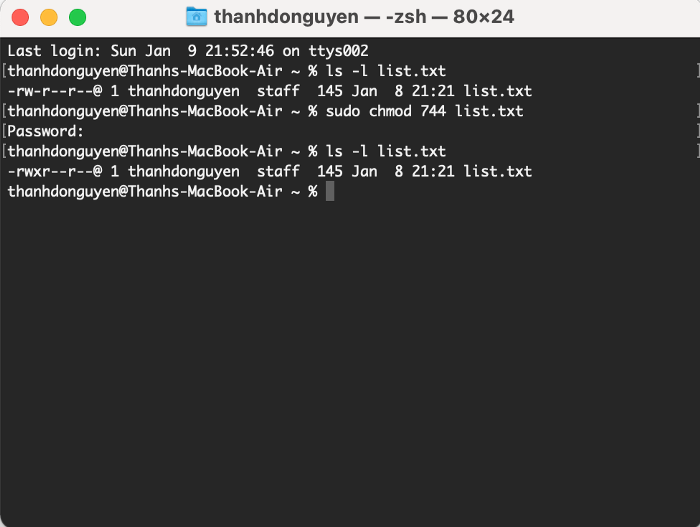 thanhdonguyen — -zsh — 80×24
Last login: Sun Jan  9 21:52:46 on ttys002
[thanhdonguyen@Thanhs-MacBook-Air ~ % ls -l list.txt ]
-rw-r--r--@ 1 thanhdonguyen  staff  145 Jan  8 21:21 list.txt
[thanhdonguyen@Thanhs-MacBook-Air ~ % sudo chmod 744 list.txt ]
[Password: ]
[thanhdonguyen@Thanhs-MacBook-Air ~ % ls -l list.txt ]
-rwxr--r--@ 1 thanhdonguyen  staff  145 Jan  8 21:21 list.txt
thanhdonguyen@Thanhs-MacBook-Air ~ %